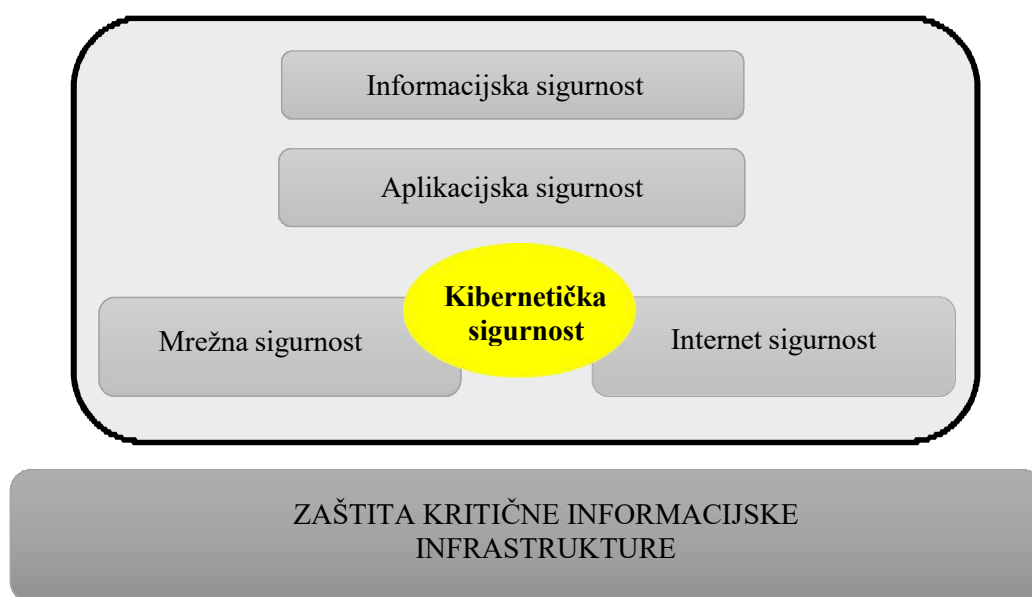 Informacijska sigurnost
Aplikacijska sigurnost
Kibernetička
sigurnost
Mrežna sigurnost
Internet sigurnost
ZAŠTITA KRITIČNE INFORMACIJSKE
INFRASTRUKTURE